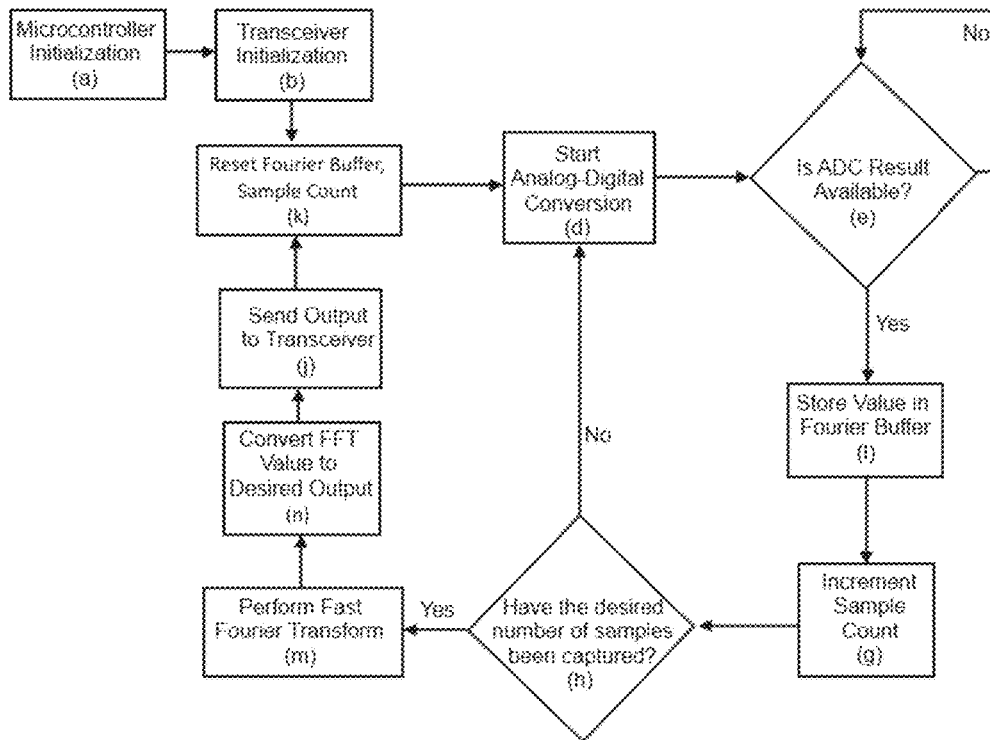 Microcontroller
Initialization
(a)
Transceiver
Initialization
(b)
No
Reset Fourier Buffer,
Sample Count
(k)
Start
Analog-Digital
Conversion
(d)
Is ADC Result
Available?
(e)
Yes
Send Output
to Transceiver
(j)
Store Value in
Fourier Buffer
(l)
Convert FFT
Value to
Desired Output
(n)
No
Increment
Sample
Count
(g)
Perform Fast
Fourier Transform
(m)
Yes
Have the desired
number of samples
been captured?
(h)